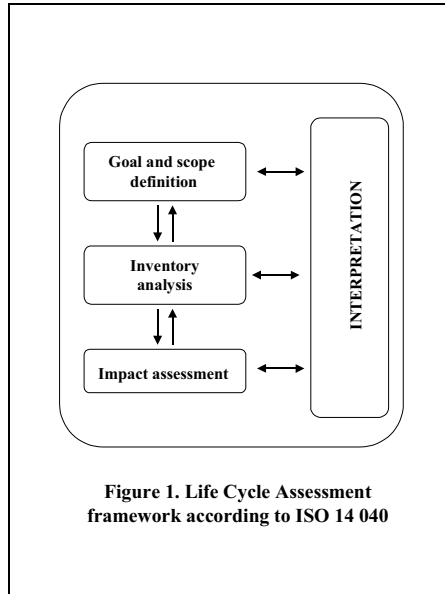 Goal and scope
definition
Inventory
analysis
Impact assessment
INTERPRETATION
Figure 1. Life Cycle Assessment
framework according to ISO 14 040